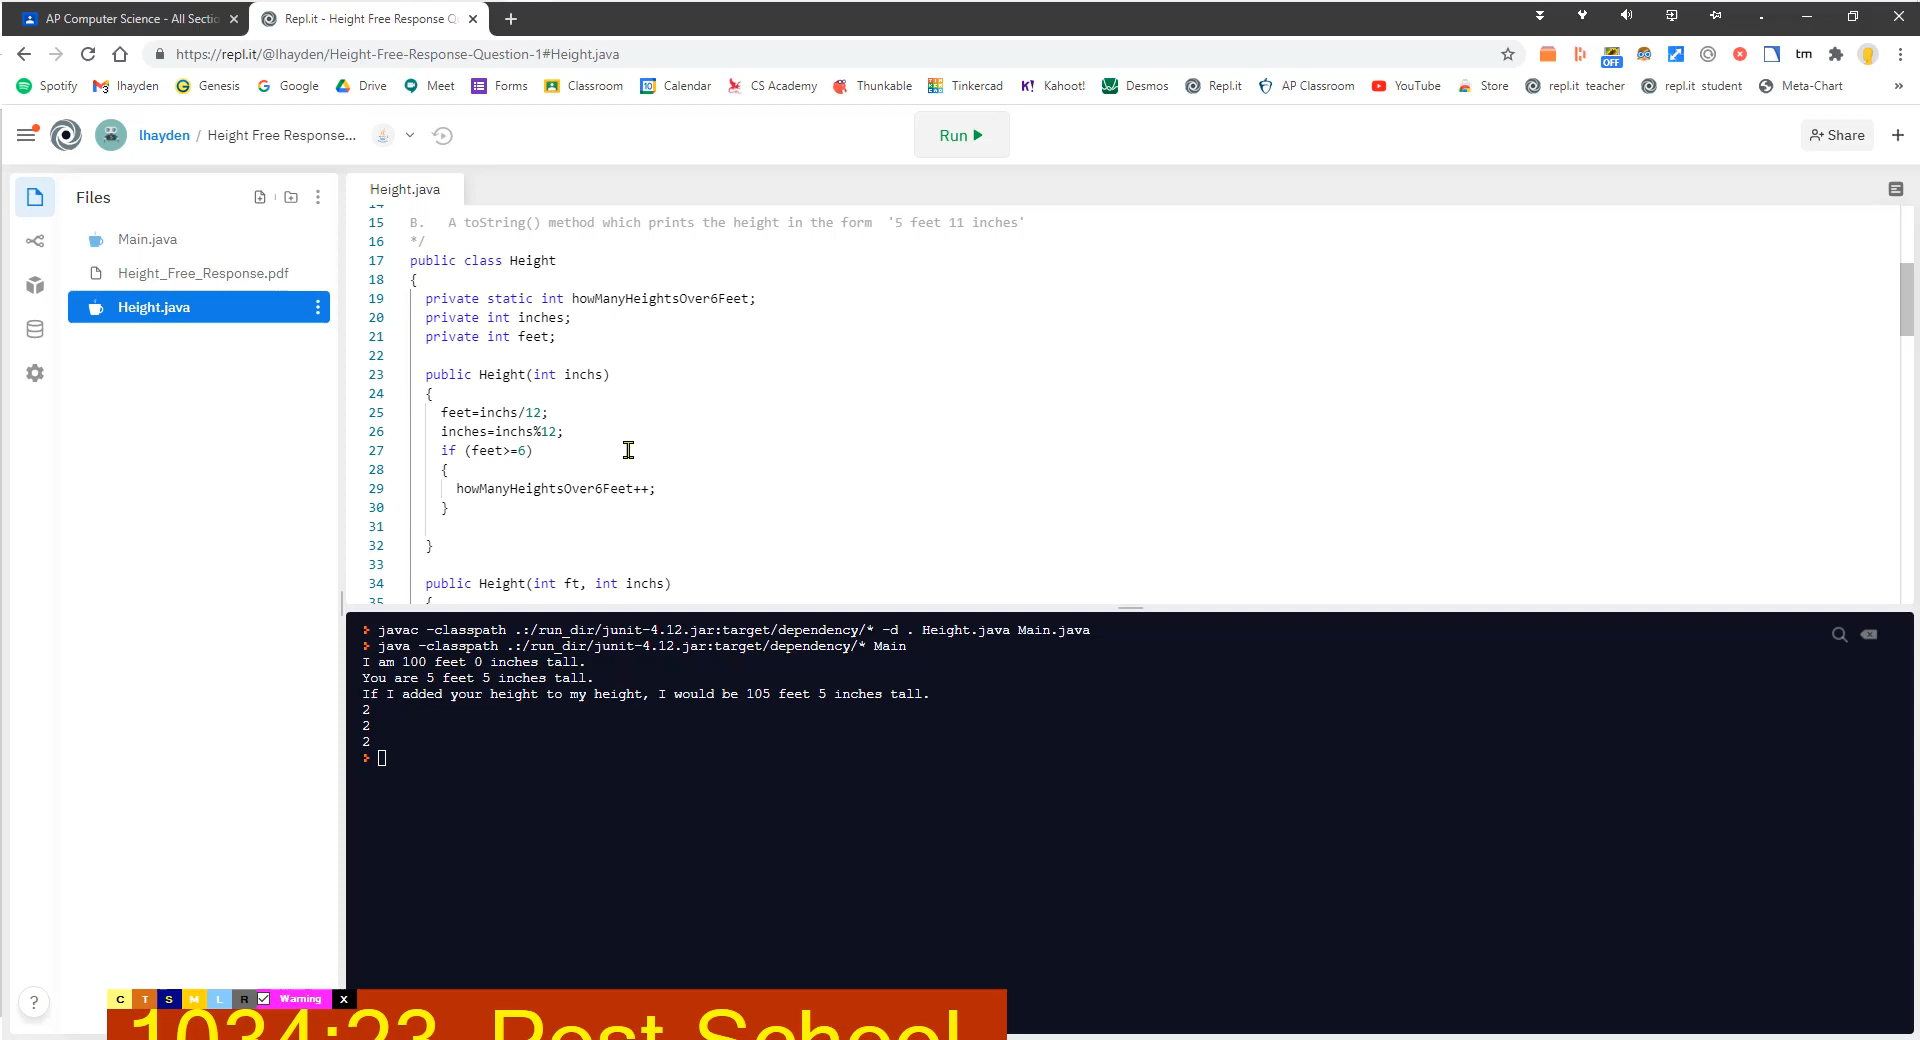 AP Computer Science - All Sectio
Repl.it - Height Free Response Q
https://repl.it/@lhayden/Height-Free-Response-Question-1#Height.java
OFF
tm
Spotify lhayden Genesis Google Drive Meet Forms Classroom Calendar CS Academy Thunkable Tinkercad K! Kahoot! Desmos Repl.it AP Classroom YouTube Store repl.it teacher repl.it student Meta-Chart »
lhayden / Height Free Response...
Run
Share
Files
Main.java
Height_Free_Response.pdf
Height.java
Height.java
14
15 B. A toString() method which prints the height in the form '5 feet 11 inches'
16 */
17 public class Height
18 {
19 private static int howManyHeightsOver6Feet;
20 private int inches;
21 private int feet;
22
23 public Height(int inchs)
24 {
25 feet=inchs/12;
26 inches=inchs%12;
27 if (feet>=6)
28 {
29 howManyHeightsOver6Feet++;
30 }
31
32 }
33
34 public Height(int ft, int inchs)
35 {
javac -classpath .:/run_dir/junit-4.12.jar:target/dependency/* -d . Height.java Main.java
java -classpath .:/run_dir/junit-4.12.jar:target/dependency/* Main
I am 100 feet 0 inches tall.
You are 5 feet 5 inches tall.
If I added your height to my height, I would be 105 feet 5 inches tall.
2
2
2
?
C T S M L R Warning X
1034:23 Post School